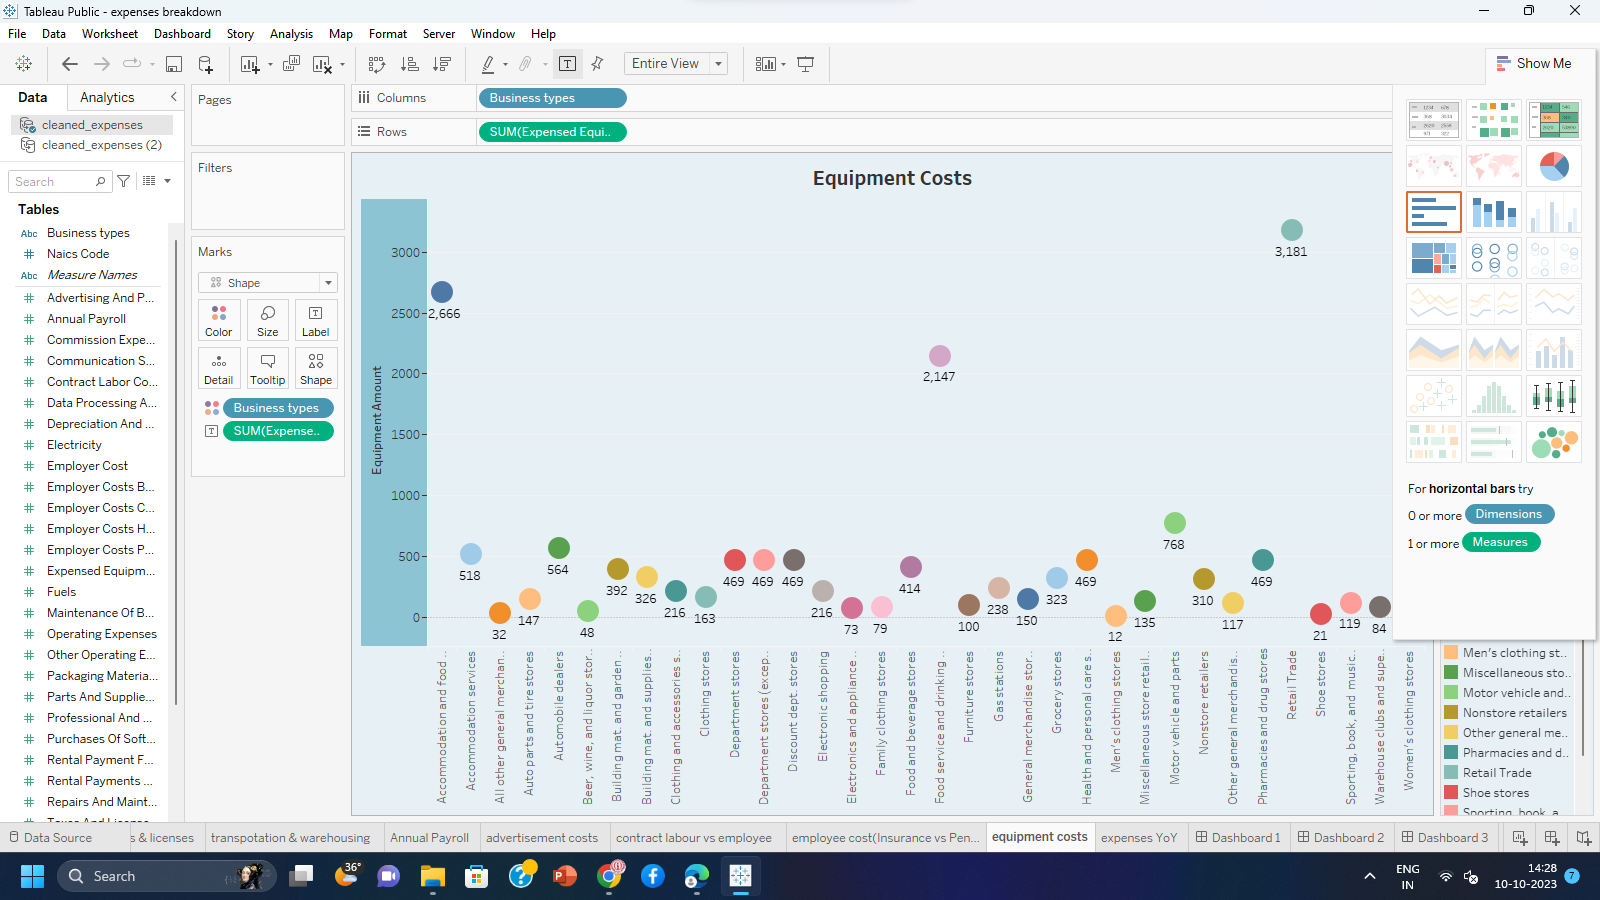 Tableau Public - expenses breakdown
File Data Worksheet Dashboard Story Analysis Map Format Server Window Help
Entire View
Show Me
Data Analytics
cleaned_expenses
cleaned_expenses (2)
Search
Tables
Abc Business types
# Naics Code
Abc Measure Names
# Advertising And P...
# Annual Payroll
# Commission Expe...
# Communication S...
# Contract Labor Co...
# Data Processing A...
# Depreciation And ...
# Electricity
# Employer Cost
# Employer Costs B...
# Employer Costs C...
# Employer Costs H...
# Employer Costs P...
# Expensed Equipm...
# Fuels
# Maintenance Of B...
# Operating Expenses
# Other Operating E...
# Packaging Materia...
# Parts And Supplie...
# Professional And ...
# Purchases Of Soft...
# Rental Payment F...
# Rental Payments ...
# Repairs And Maint...
Pages
Filters
Marks
Shape
Color Size Label
Detail Tooltip Shape
Business types
SUM(Expense..
Columns Business types
Rows SUM(Expensed Equi..
Equipment Costs
Equipment Amount
3000
2500
2000
1500
1000
500
0
2,666
518
32
147
564
48
392
326
216
163
469
469
469
216
73
79
414
2,147
100
238
150
323
469
12
135
768
310
117
469
3,181
21
119
84
Accommodation and food ..
Accommodation services
All other general merchan..
Auto parts and tire stores
Automobile dealers
Beer, wine, and liquor stor..
Building mat. and garden ..
Building mat. and supplies..
Clothing and accessories s..
Clothing stores
Department stores
Department stores (excep..
Discount dept. stores
Electronic shopping
Electronics and appliance ..
Family clothing stores
Food and beverage stores
Food service and drinking ..
Furniture stores
Gas stations
General merchandise stor..
Grocery stores
Health and personal care s..
Men's clothing stores
Miscellaneous store retail..
Motor vehicle and parts
Nonstore retailers
Other general merchandis..
Pharmacies and drug stores
Retail Trade
Shoe stores
Sporting, book, and music..
Warehouse clubs and supe..
Women's clothing stores
For horizontal bars try
0 or more Dimensions
1 or more Measures
Men's clothing st..
Miscellaneous sto..
Motor vehicle and..
Nonstore retailers
Other general me..
Pharmacies and d..
Retail Trade
Shoe stores
Data Source s & licenses transpotation & warehousing Annual Payroll advertisement costs contract labour vs employee employee cost(Insurance vs Pen... equipment costs expenses YoY Dashboard 1 Dashboard 2 Dashboard 3
Search
36°
ENG
IN
14:28
10-10-2023
7